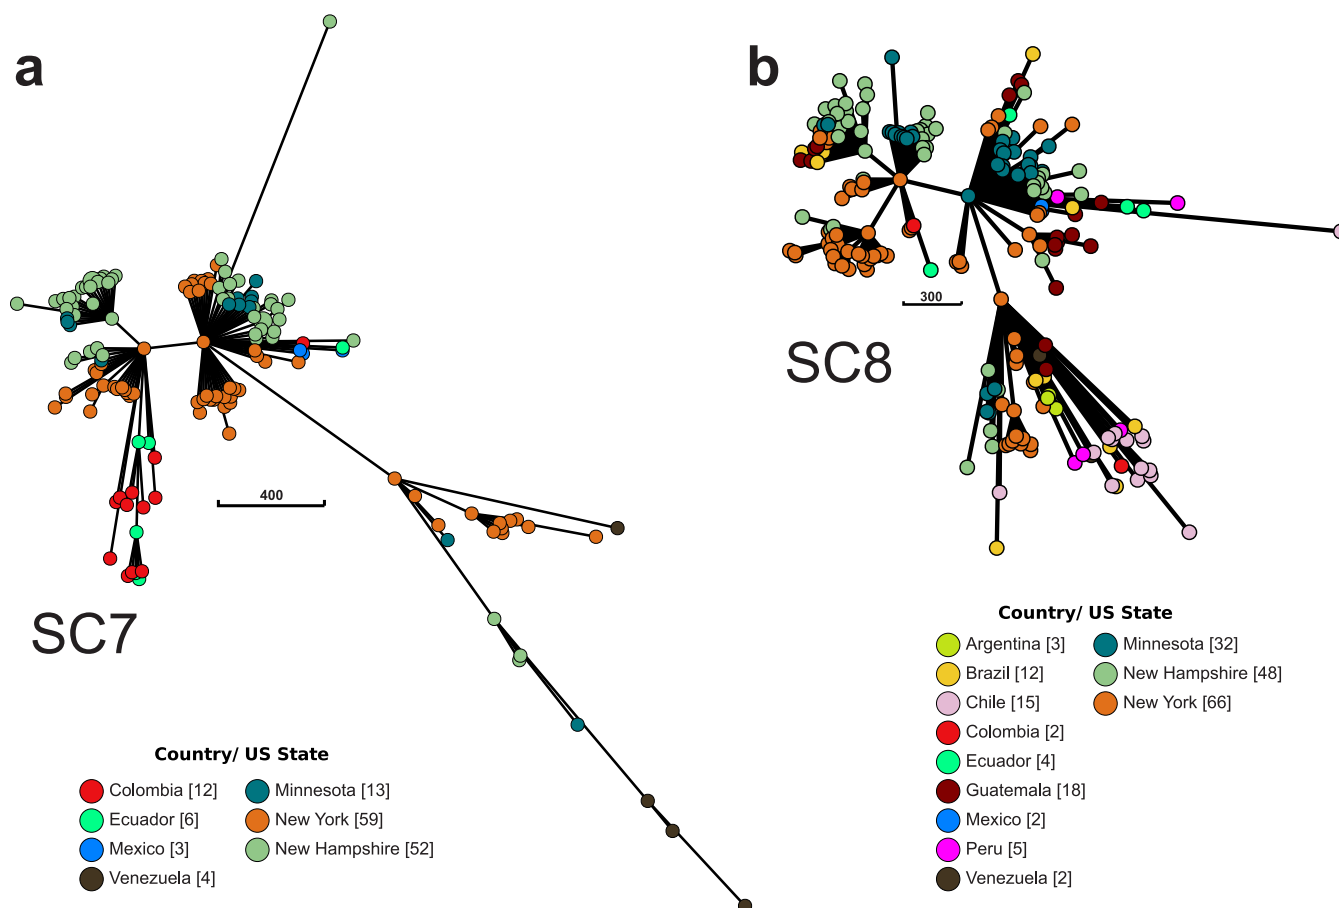 a
400
SC7
Country/ US State
Colombia [12]
Ecuador [6]
Mexico [3]
Venezuela [4]
Minnesota [13]
New York [59]
New Hampshire [52]
b
300
SC8
Country/ US State
Argentina [3]
Brazil [12]
Chile [15]
Colombia [2]
Ecuador [4]
Guatemala [18]
Mexico [2]
Peru [5]
Venezuela [2]
Minnesota [32]
New Hampshire [48]
New York [66]